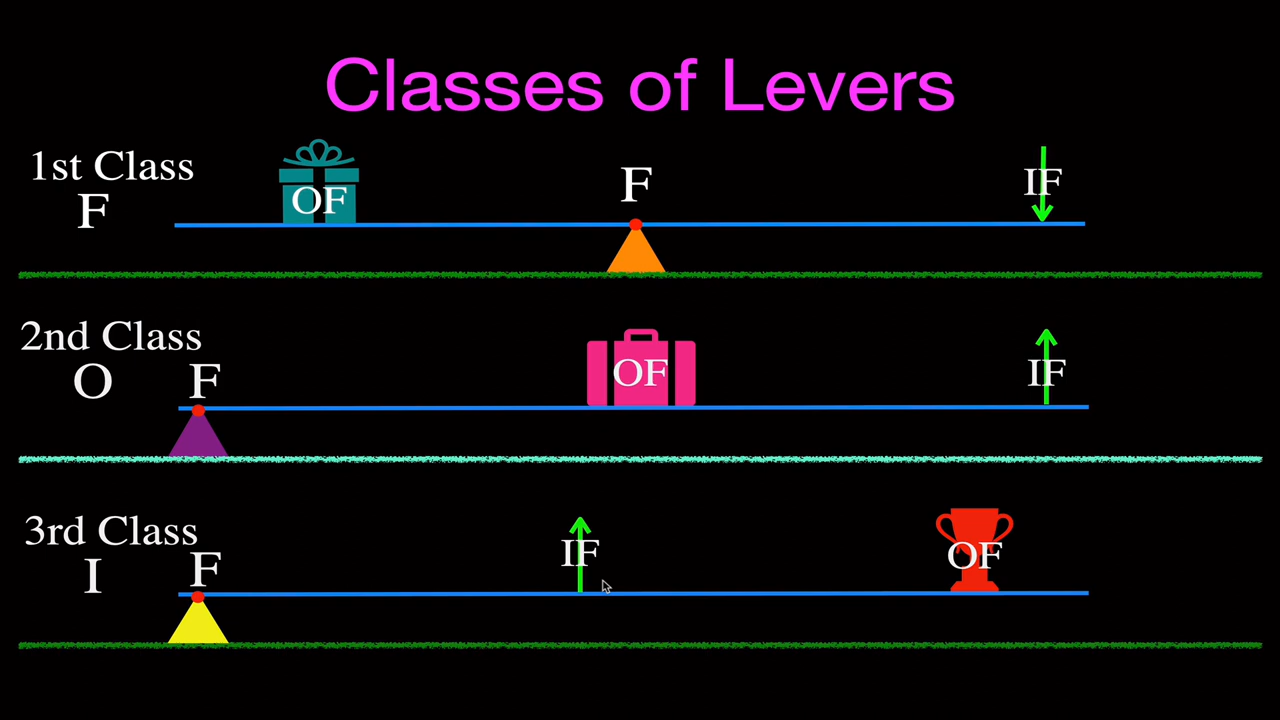 Classes of Levers
1st Class
F
OF
F
IF
2nd Class
O
F
OF
IF
3rd Class
I
F
IF
OF